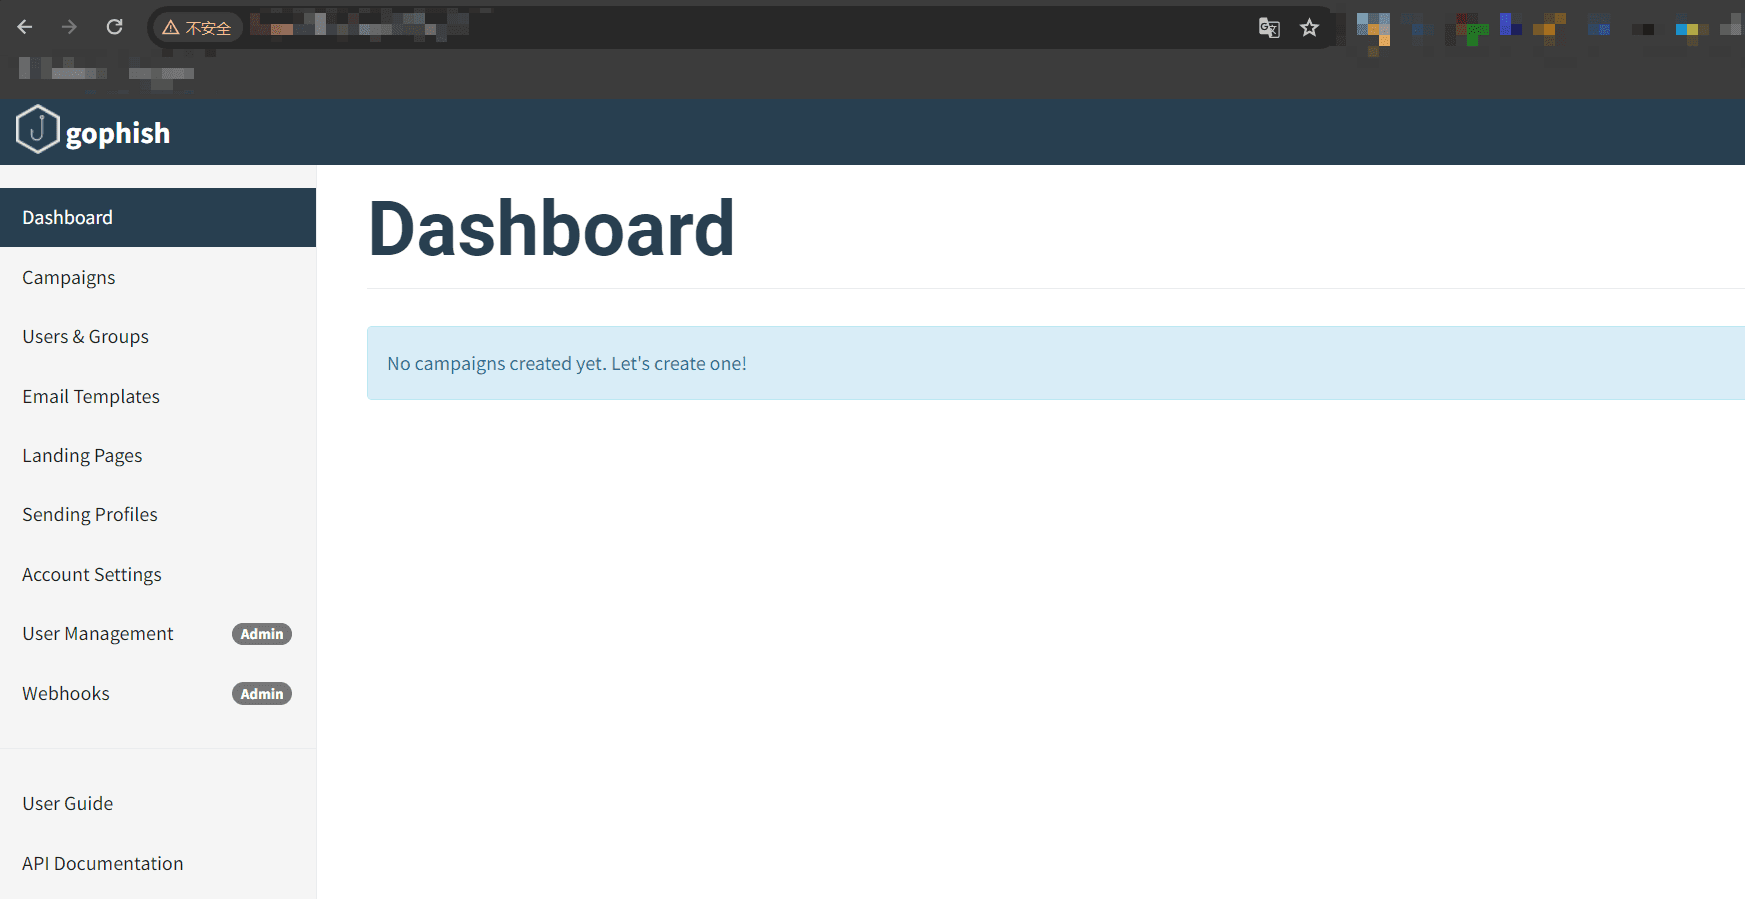 不安全
gophish
Dashboard
Campaigns
Users & Groups
Email Templates
Landing Pages
Sending Profiles
Account Settings
User Management Admin
Webhooks Admin
User Guide
API Documentation
Dashboard
No campaigns created yet. Let's create one!